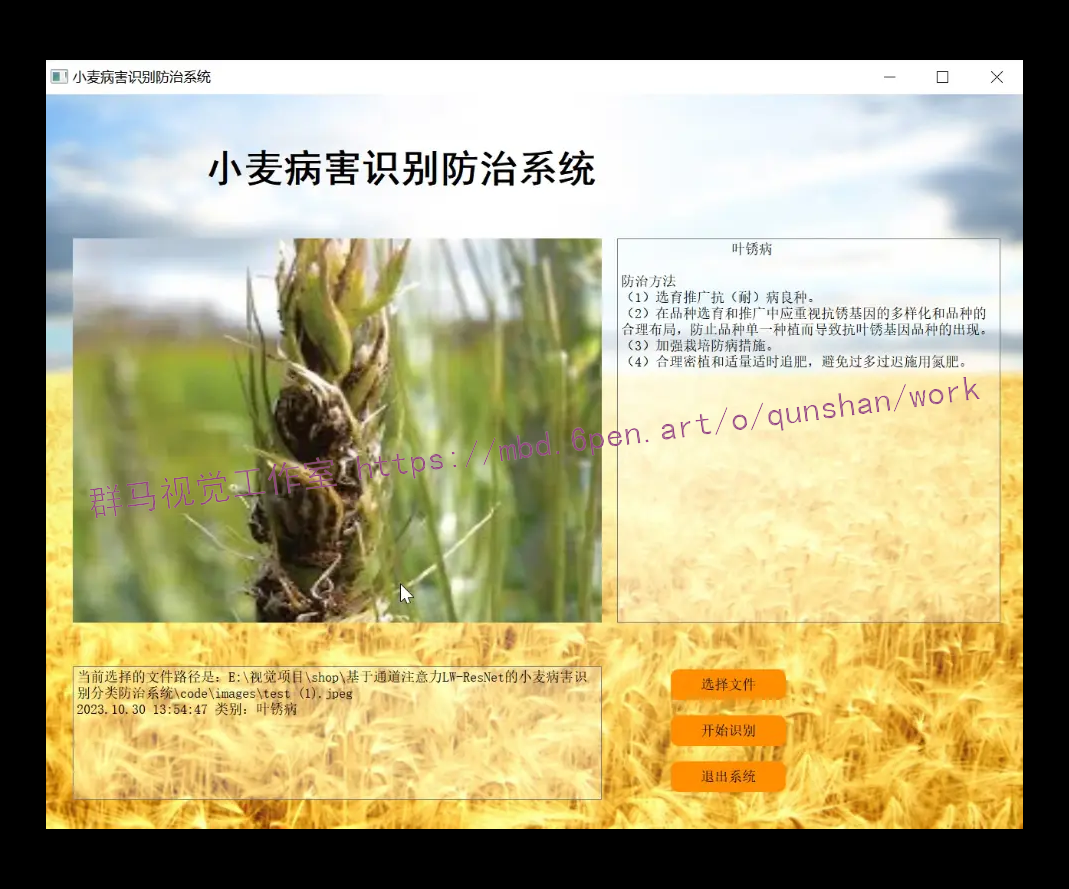 小麦病害识别防治系统
小麦病害识别防治系统
叶锈病
防治方法
（1）选育推广抗（耐）病良种。
（2）在品种选育和推广中应重视抗锈基因的多样化和品种的
合理布局，防止品种单一种植而导致抗叶锈基因品种的出现。
（3）加强栽培防病措施。
（4）合理密植和适量适时追肥，避免过多过迟施用氮肥。
群马视觉工作室 https://mbd.6pen.art/o/qunshan/work
当前选择的文件路径是：E:\视觉项目\shop\基于通道注意力LW-ResNet的小麦病害识
别分类防治系统\code\images\test (1).jpeg
2023.10.30 13:54:47 类别：叶锈病
选择文件
开始识别
退出系统